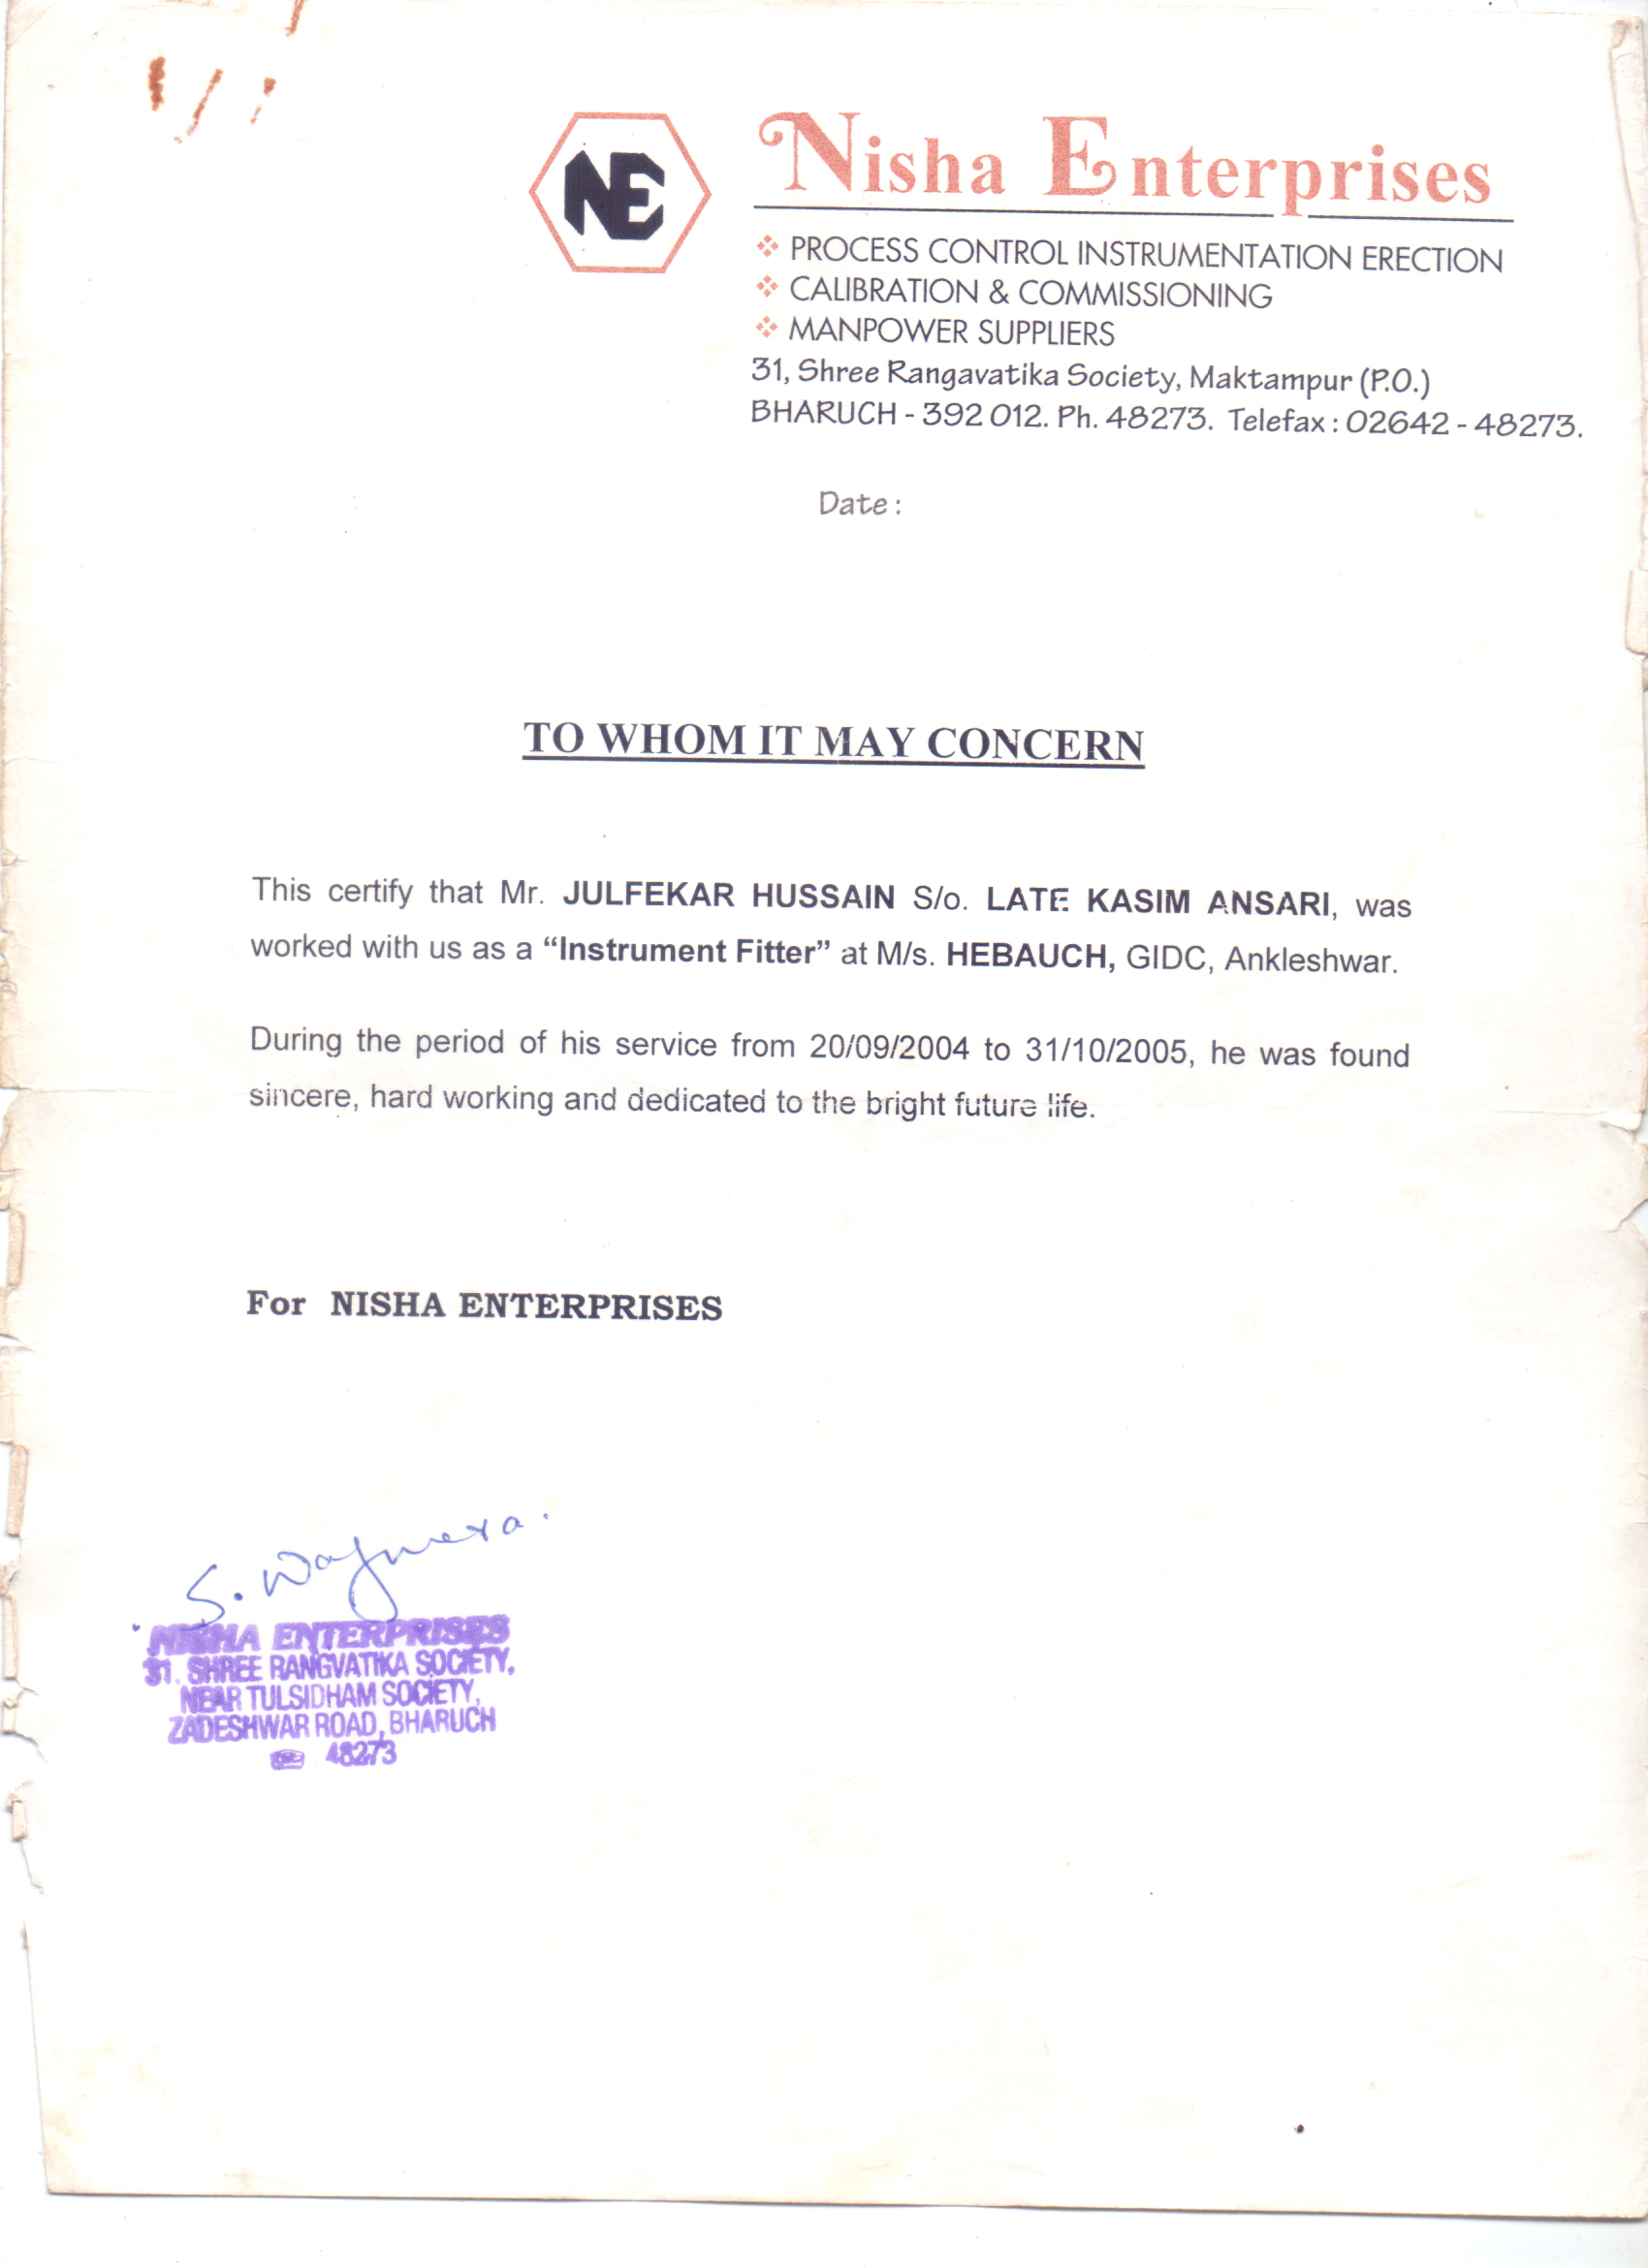 NE
Nisha Enterprises
PROCESS CONTROL INSTRUMENTATION ERECTION
CALIBRATION & COMMISSIONING
MANPOWER SUPPLIERS
31, Shree Rangavatika Society, Maktampur (P.O.)
BHARUCH - 392 012. Ph. 48273. Telefax : 02642 - 48273.
Date :
TO WHOM IT MAY CONCERN
This certify that Mr. JULFEKAR HUSSAIN S/o. LATE KASIM ANSARI, was
worked with us as a “Instrument Fitter” at M/s. HEBAUCH, GIDC, Ankleshwar.
During the period of his service from 20/09/2004 to 31/10/2005, he was found
sincere, hard working and dedicated to the bright future life.
For NISHA ENTERPRISES
S.
NISHA ENTERPRISES
31. SHREE RANGVATIKA SOCIETY,
NEAR TULSIDHAM SOCIETY,
ZADESHWAR ROAD, BHARUCH
48273